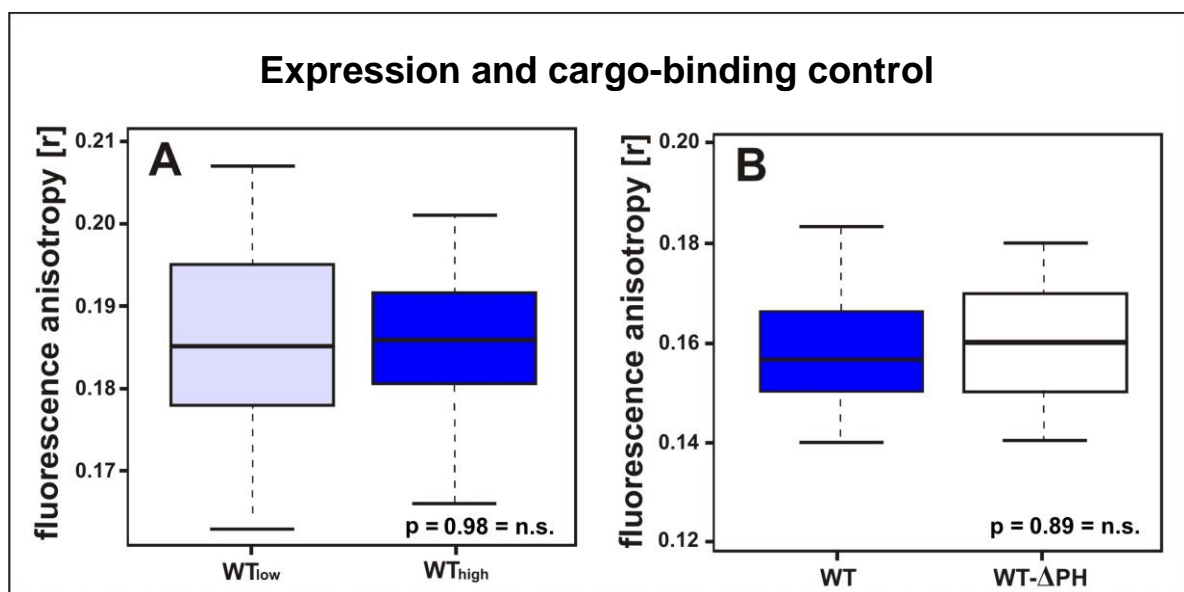 Expression and cargo-binding control
A
fluorescence anisotropy [r]
0.21
0.20
0.19
0.18
0.17
p = 0.98 = n.s.
WTlow
WThigh
B
fluorescence anisotropy [r]
0.20
0.18
0.16
0.14
0.12
p = 0.89 = n.s.
WT
WT-ΔPH